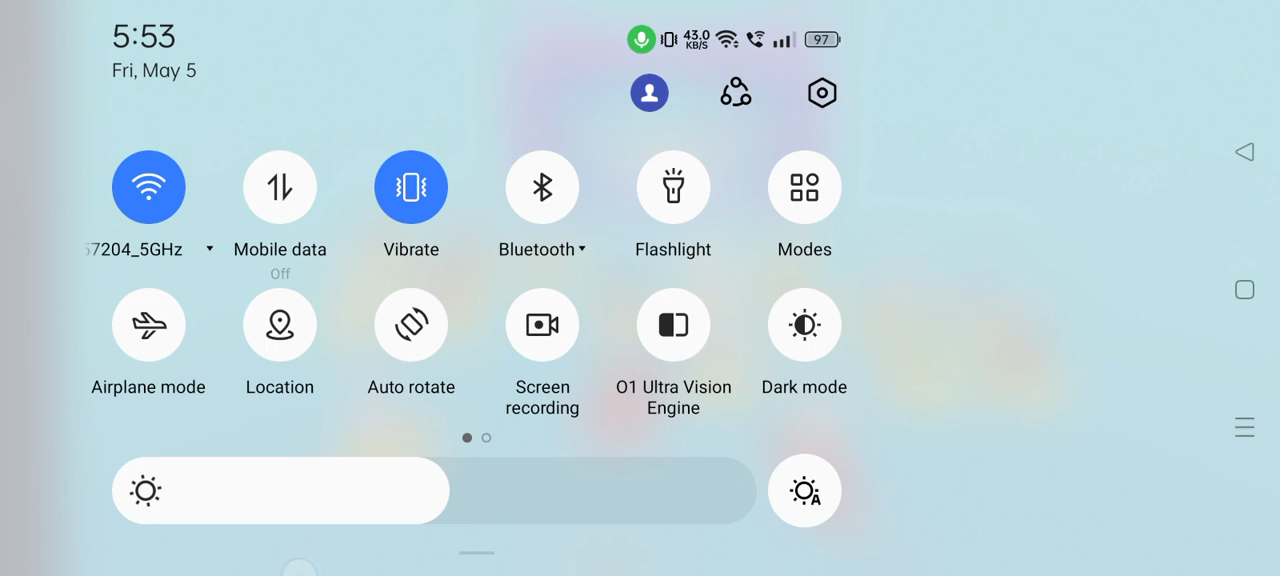 5:53
43.0
KB/S
97
Fri, May 5
57204_5GHz
Mobile data
Vibrate
Bluetooth
Flashlight
Modes
Off
Airplane mode
Location
Auto rotate
Screen
recording
O1 Ultra Vision
Engine
Dark mode
A